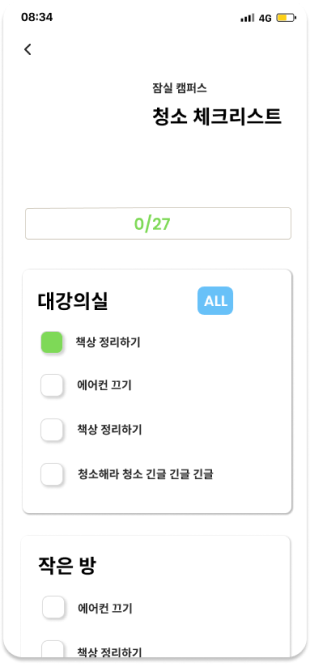 08:34
4G
잠실 캠퍼스
청소 체크리스트
0/27
대강의실
ALL
책상 정리하기
에어컨 끄기
책상 정리하기
청소해라 청소 긴글 긴글 긴글
작은 방
에어컨 끄기
책상 정리하기